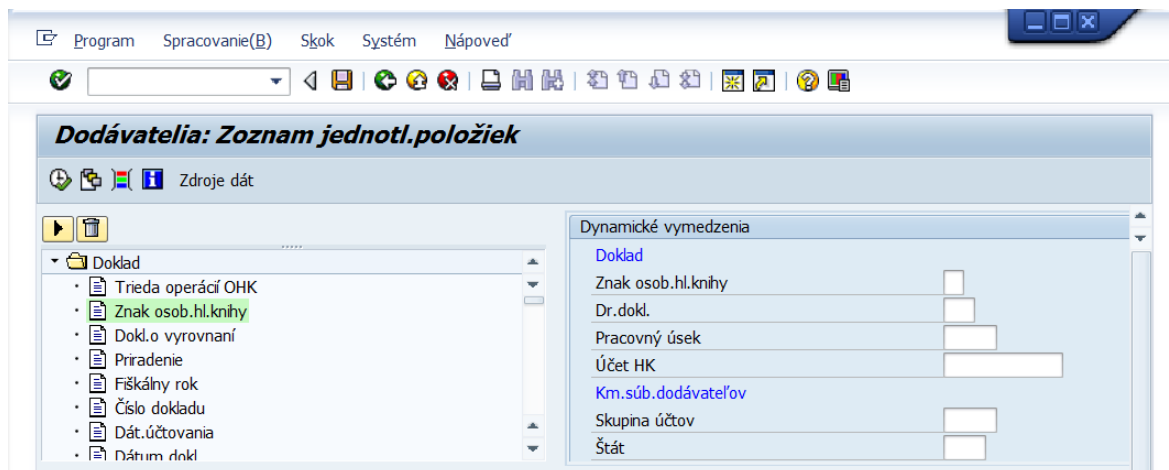 Program Spracovanie(B) Skok Systém Nápoveď
Dodávatelia: Zoznam jednotl.položiek
Zdroje dát
Doklad
Trieda operácií OHK
Znak osob.hl.knihy
Dokl.o vyrovnaní
Priradenie
Fiškálny rok
Číslo dokladu
Dát.účtovania
Dátum dokl
Dynamické vymedzenia
Doklad
Znak osob.hl.knihy
Dr.dokl.
Pracovný úsek
Účet HK
Km.súb.dodávateľov
Skupina účtov
Štát